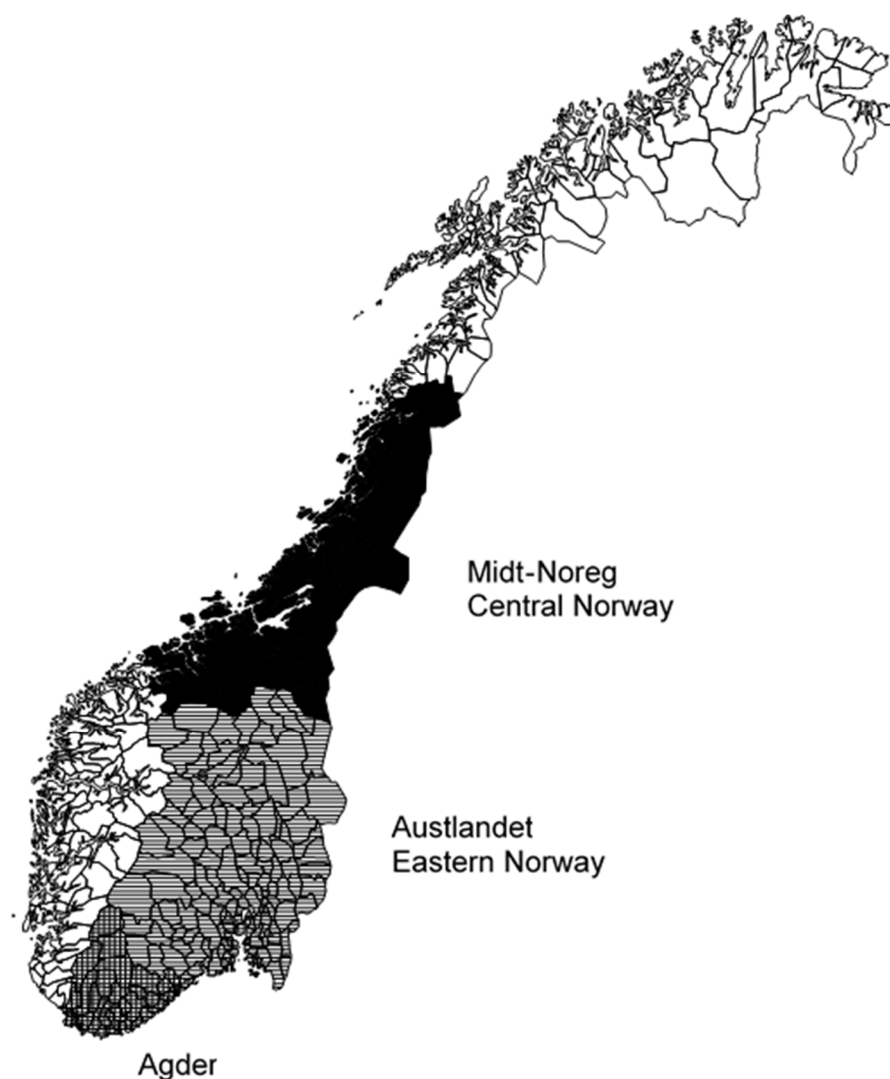 Midt-Noreg
Central Norway
Austlandet
Eastern Norway
Agder